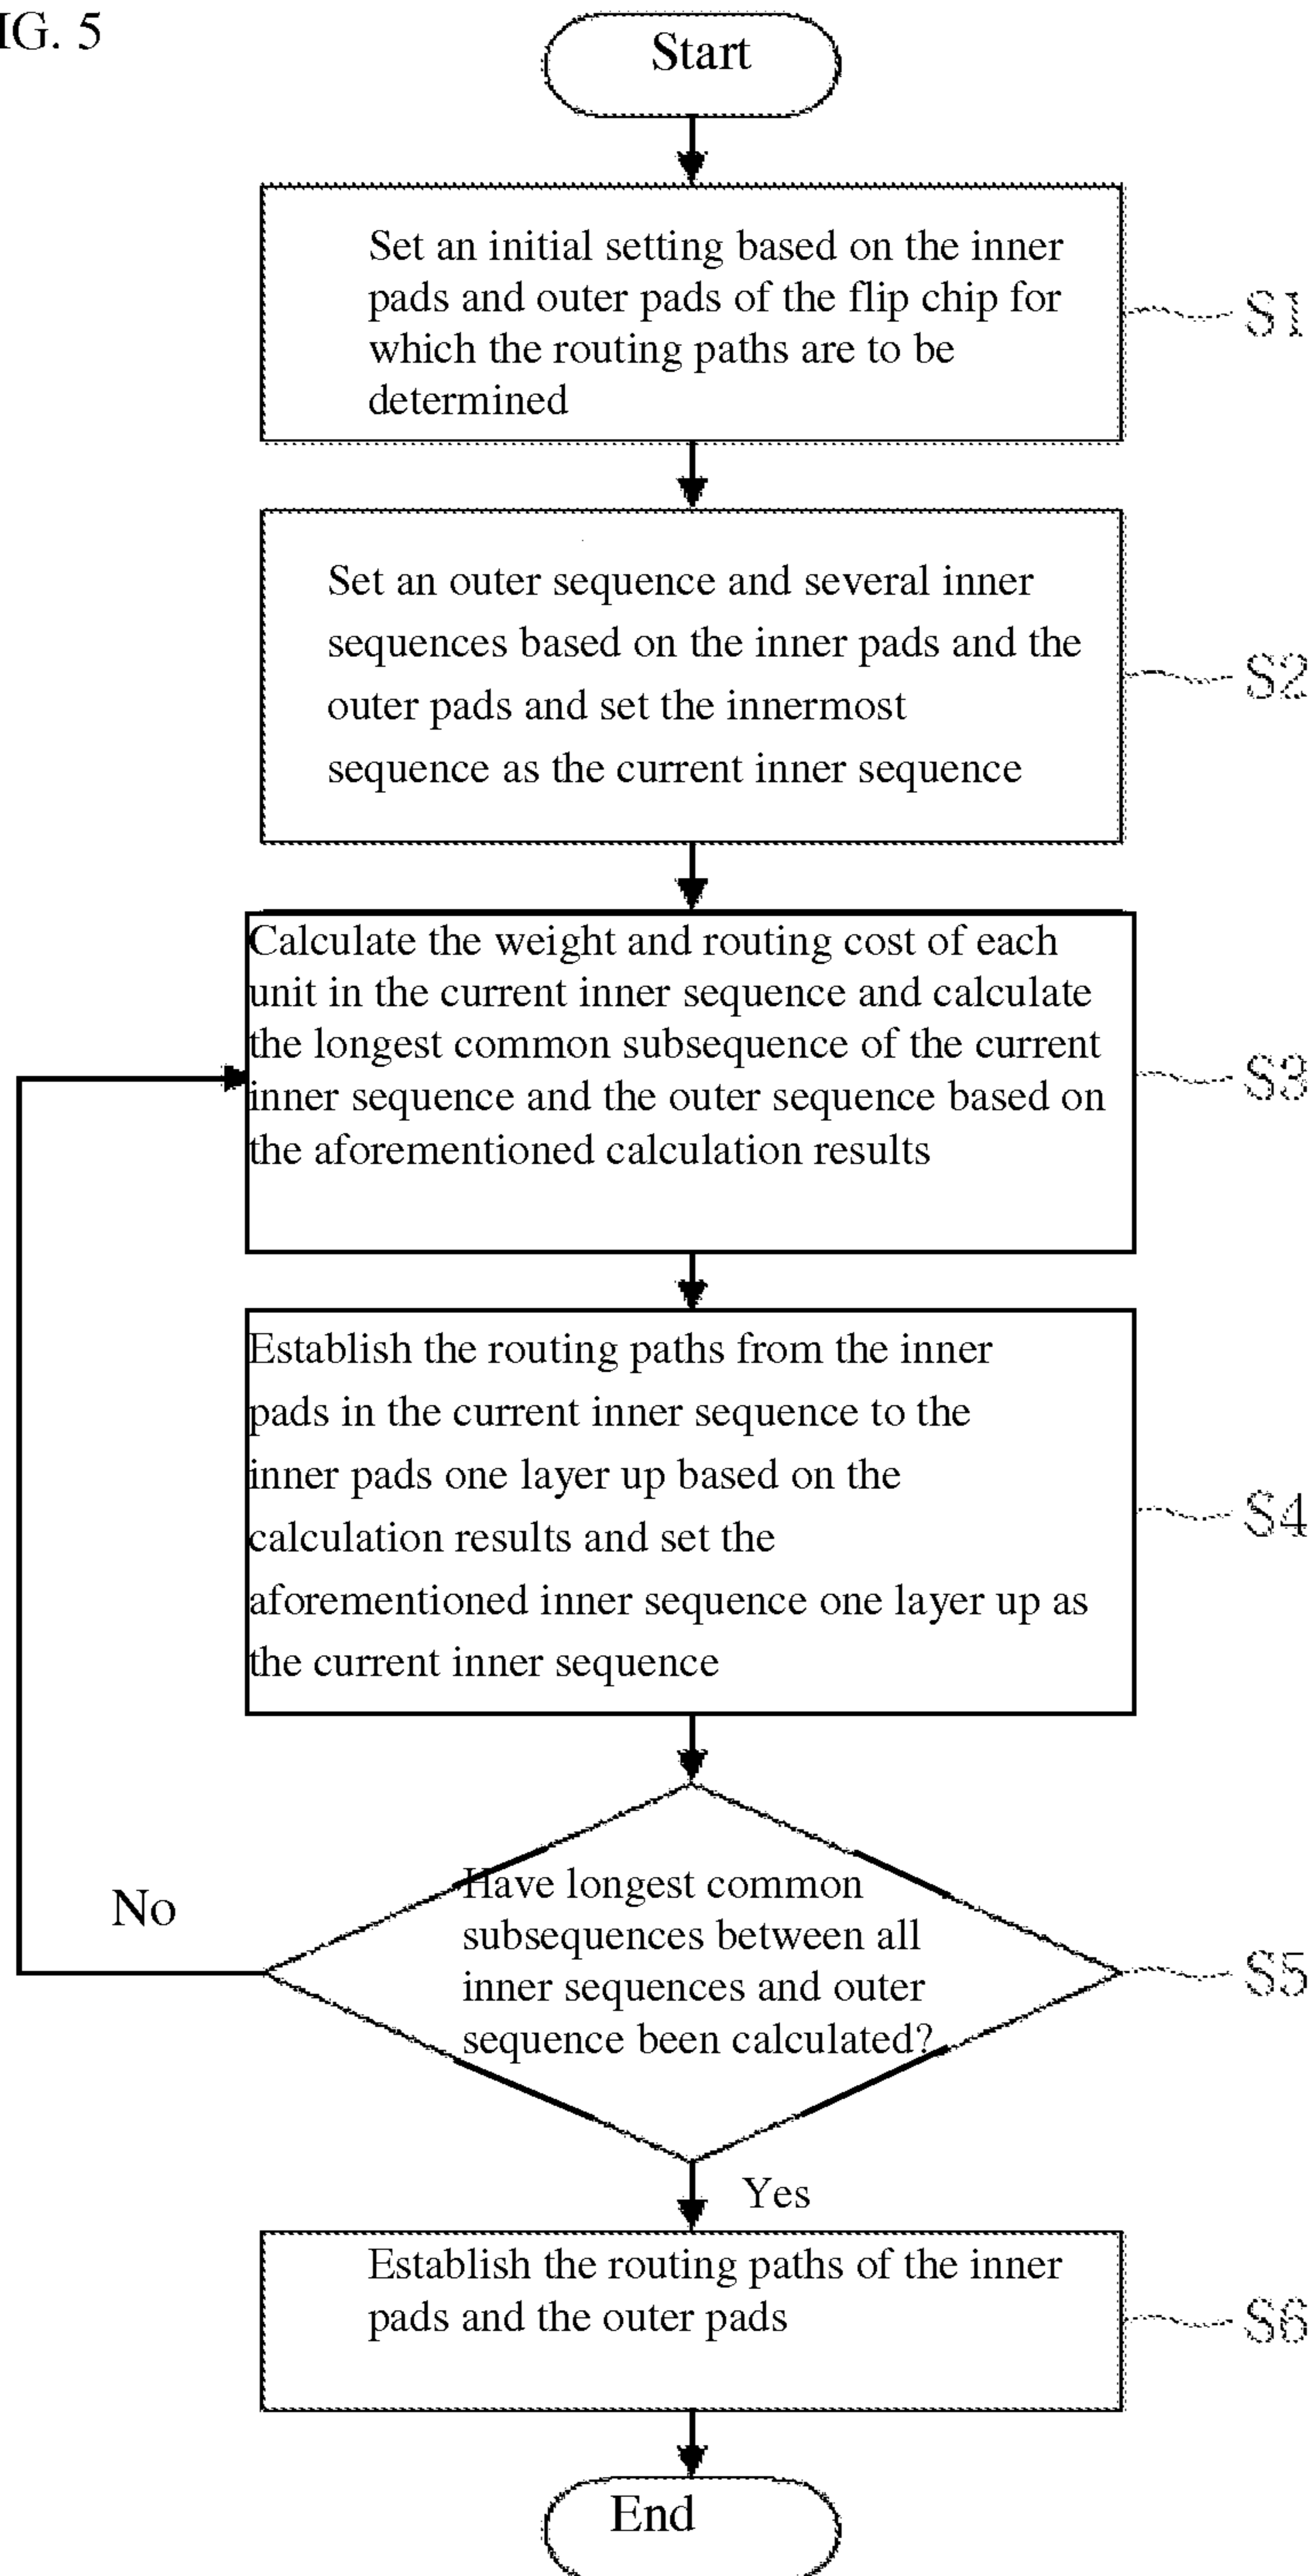 IG. 5
Start
Set an initial setting based on the inner
pads and outer pads of the flip chip for
which the routing paths are to be
determined
S1
Set an outer sequence and several inner
sequences based on the inner pads and the
outer pads and set the innermost
sequence as the current inner sequence
S2
Calculate the weight and routing cost of each
unit in the current inner sequence and calculate
the longest common subsequence of the current
inner sequence and the outer sequence based on
the aforementioned calculation results
S3
Establish the routing paths from the inner
pads in the current inner sequence to the
inner pads one layer up based on the
calculation results and set the
aforementioned inner sequence one layer up as
the current inner sequence
S4
Have longest common
subsequences between all
inner sequences and outer
sequence been calculated?
S5
No
Yes
Establish the routing paths of the inner
pads and the outer pads
S6
End